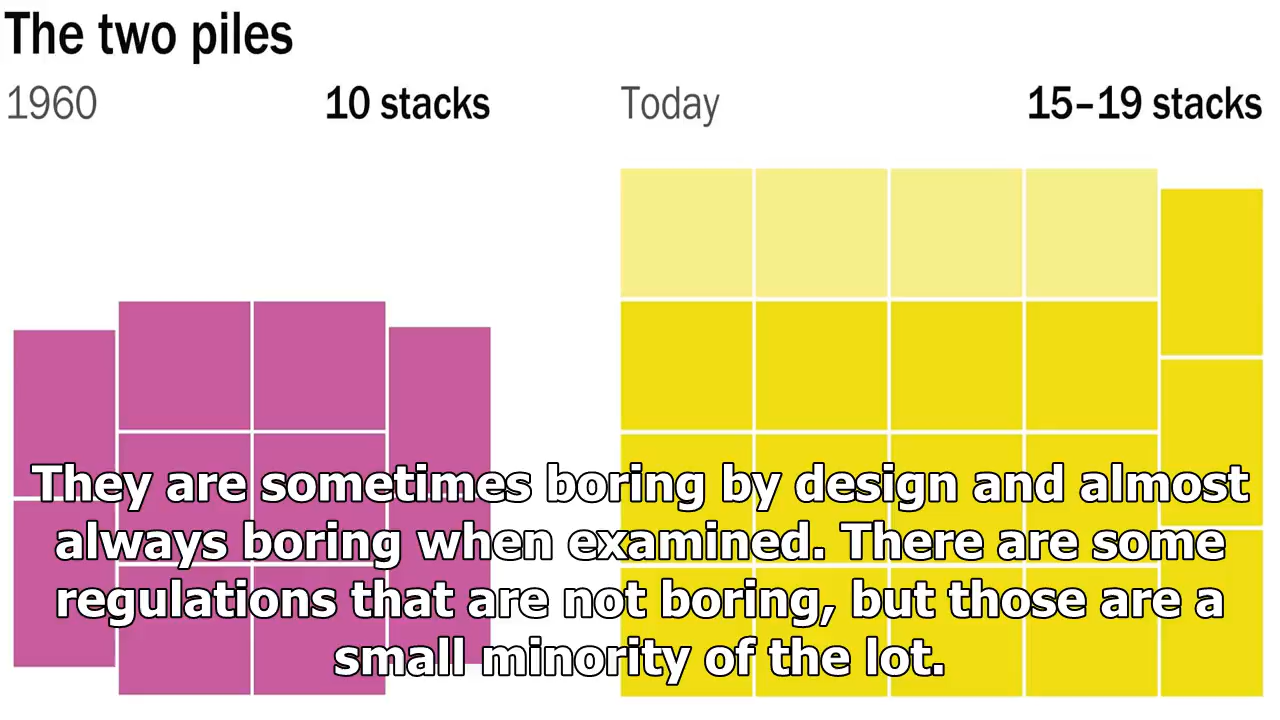 The two piles
1960
10 stacks
Today
15–19 stacks
They are sometimes boring by design and almost
always boring when examined. There are some
regulations that are not boring, but those are a
small minority of the lot.